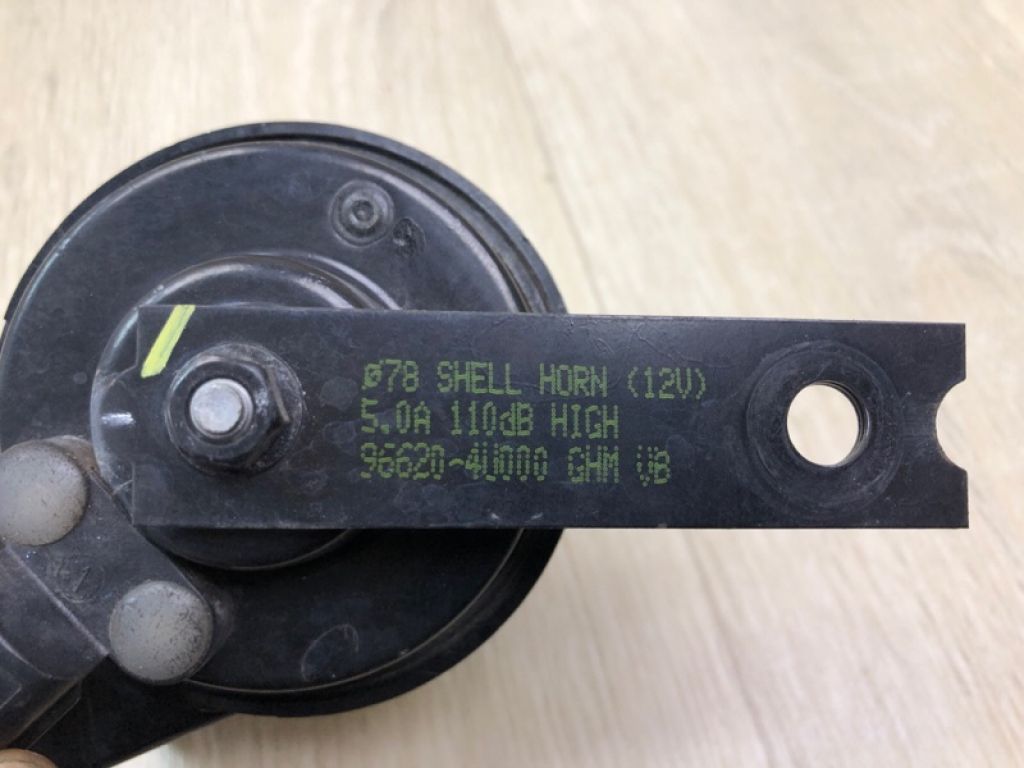 ø78 SHELL HORN (12V)
5.0A 110dB HIGH
96620-4U000 GHM VB